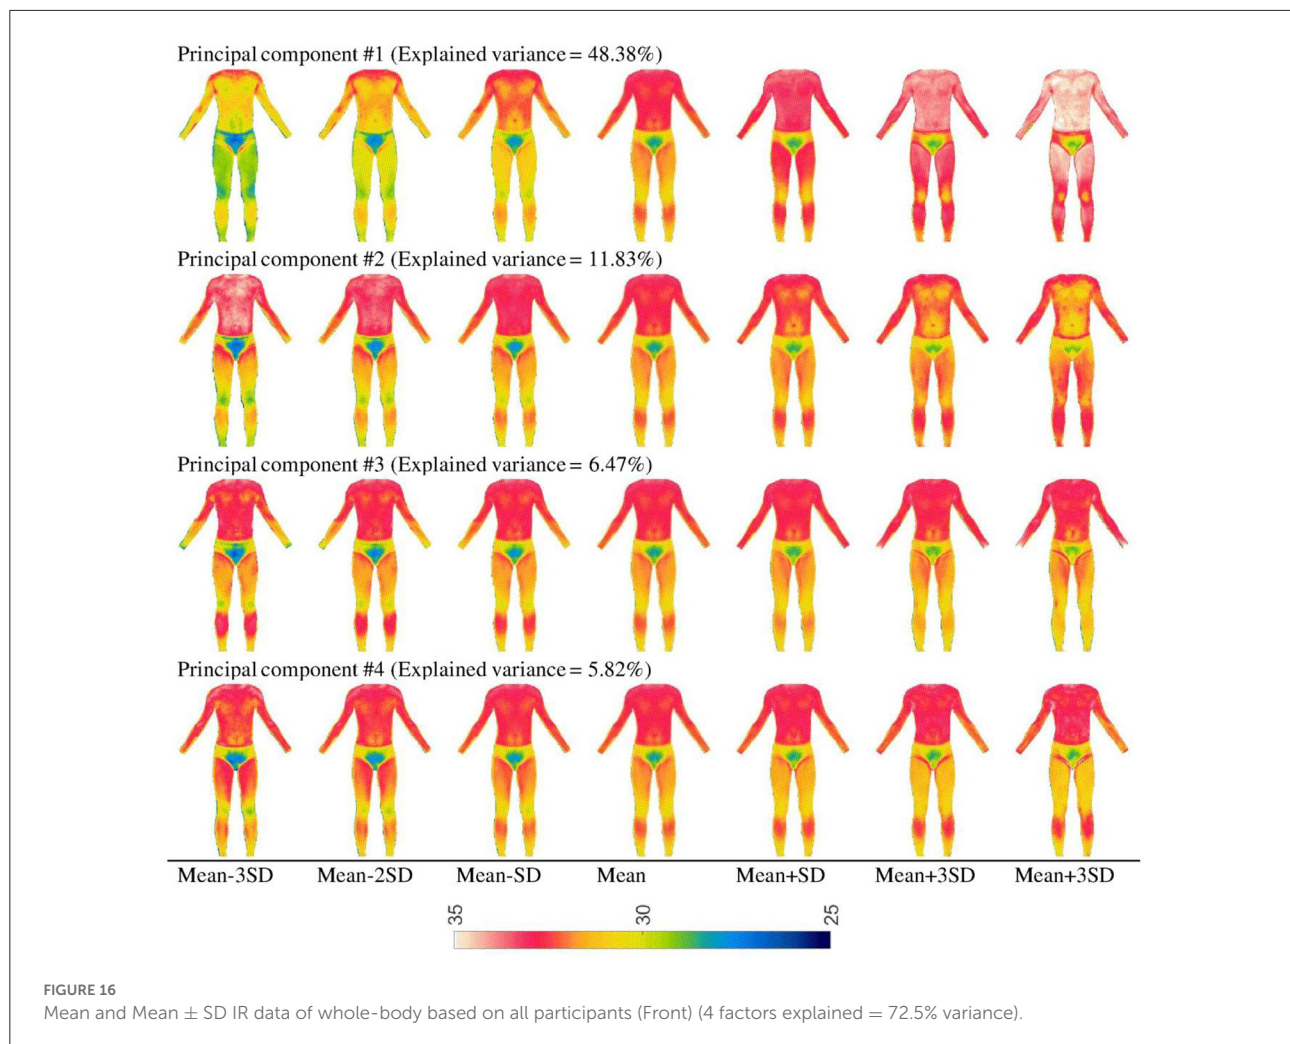 Principal component #1 (Explained variance = 48.38%)
Principal component #2 (Explained variance = 11.83%)
Principal component #3 (Explained variance = 6.47%)
Principal component #4 (Explained variance = 5.82%)
Mean-3SD Mean-2SD Mean-SD Mean Mean+SD Mean+3SD Mean+3SD
35 30 25
FIGURE 16
Mean and Mean ± SD IR data of whole-body based on all participants (Front) (4 factors explained = 72.5% variance).